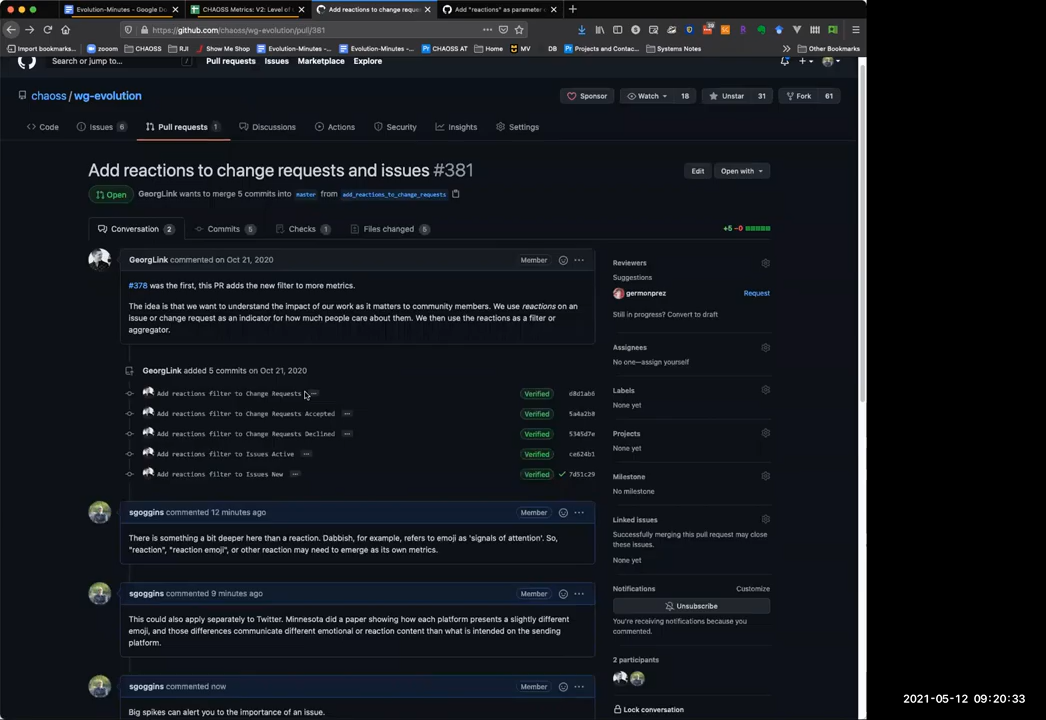 Evolution-Minutes - Google Do
CHAOSS Metrics: V2: Level of
Add reactions to change reque
Add "reactions" as parameter
https://github.com/chaoss/wg-evolution/pull/381
Import bookmarks...
zoom
CHAOSS
RJI
Show Me Shop
Evolution-Minutes -...
Evolution-Minutes -...
CHAOSS AT
Home
MV
DB
Projects and Contac...
Systems Notes
Other Bookmarks
Search or jump to...
/
Pull requests
Issues
Marketplace
Explore
chaoss / wg-evolution
Sponsor
Watch 18
Unstar 31
Fork 61
Code
Issues 6
Pull requests 1
Discussions
Actions
Security
Insights
Settings
Add reactions to change requests and issues #381
Edit
Open with
Open
GeorgLink wants to merge 5 commits into master from add_reactions_to_change_requests
Conversation 2
Commits 5
Checks 1
Files changed 5
+5 −0
GeorgLink commented on Oct 21, 2020
Member
#378 was the first, this PR adds the new filter to more metrics.
The idea is that we want to understand the impact of our work as it matters to community members. We use reactions on an
issue or change request as an indicator for how much people care about them. We then use the reactions as a filter or
aggregator.
GeorgLink added 5 commits on Oct 21, 2020
Add reactions filter to Change Requests
Verified
d8d1ab6
Add reactions filter to Change Requests Accepted
Verified
5a4a2b8
Add reactions filter to Change Requests Declined
Verified
5345d7e
Add reactions filter to Issues Active
Verified
ce624b1
Add reactions filter to Issues New
Verified
7d51c29
sgoggins commented 12 minutes ago
Member
There is something a bit deeper here than a reaction. Dabbish, for example, refers to emoji as 'signals of attention'. So,
"reaction", "reaction emoji", or other reaction may need to emerge as its own metrics.
sgoggins commented 9 minutes ago
Member
This could also apply separately to Twitter. Minnesota did a paper showing how each platform presents a slightly different
emoji, and those differences communicate different emotional or reaction content than what is intended on the sending
platform.
sgoggins commented now
Member
Big spikes can alert you to the importance of an issue.
Reviewers
Suggestions
germonprez
Request
Still in progress? Convert to draft
Assignees
No one—assign yourself
Labels
None yet
Projects
None yet
Milestone
No milestone
Linked issues
Successfully merging this pull request may close
these issues.
None yet
Notifications
Customize
Unsubscribe
You're receiving notifications because you
commented.
2 participants
Lock conversation
2021-05-12 09:20:33